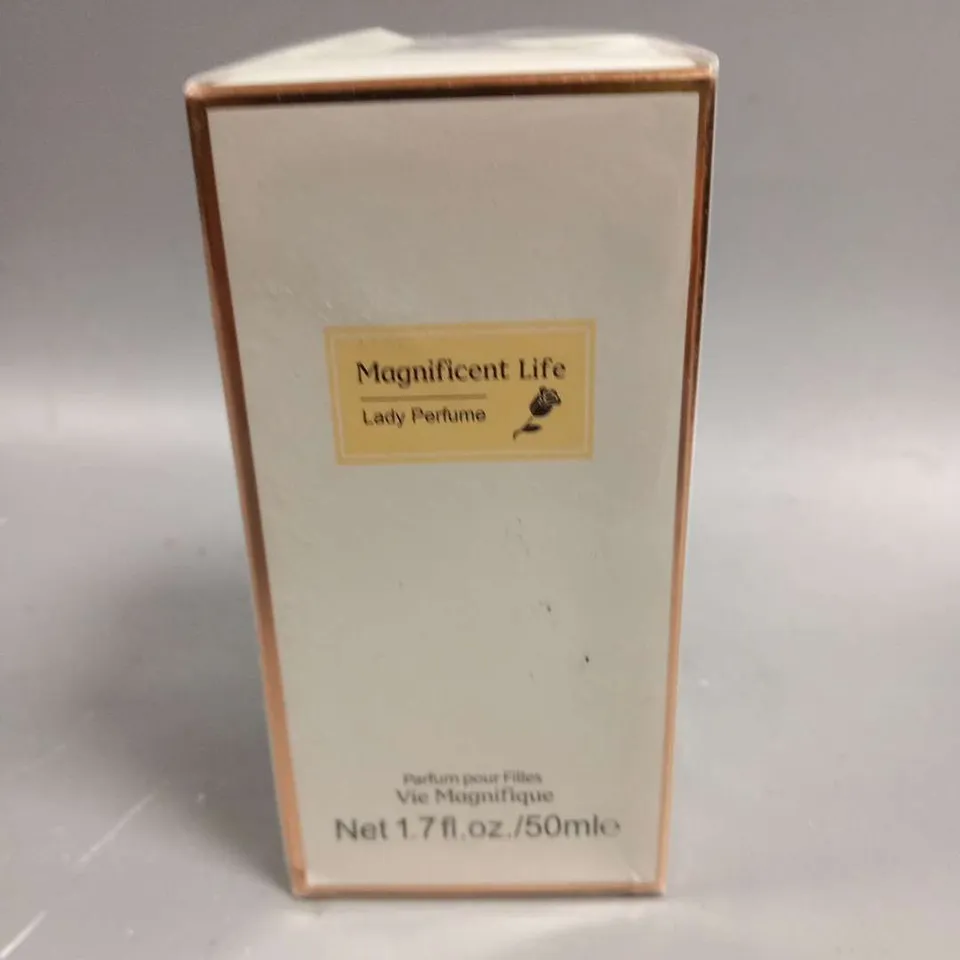 Magnificent Life
Lady Perfume
Parfum pour Filles
Vie Magnifique
Net 1.7 fl.oz./50ml℮